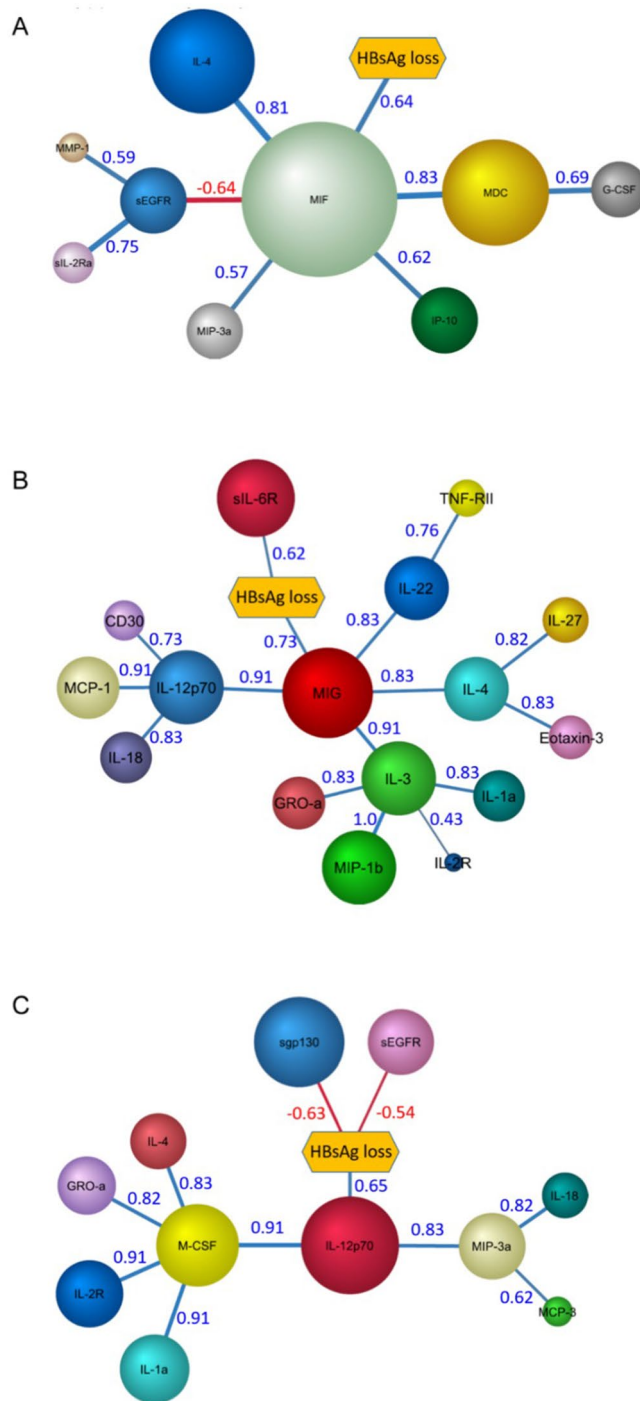 A
IL-4
HBsAg loss
0.81
0.64
MMP-1
0.59
sEGFR
-0.64
MIF
0.83
MDC
0.69
G-CSF
0.75
sIL-2Ra
0.57
0.62
MIP-3a
IP-10
B
sIL-6R
TNF-RII
0.62
0.76
IL-22
HBsAg loss
CD30
0.73
0.83
IL-27
0.73
0.82
MCP-1
0.91
IL-12p70
0.91
MIG
0.83
IL-4
0.83
0.83
Eotaxin-3
IL-18
0.91
IL-3
0.83
0.83
IL-1a
GRO-a
1.0
0.43
MIP-1b
IL-2R
C
sgp130
sEGFR
-0.63
-0.54
IL-4
HBsAg loss
0.83
0.65
GRO-a
0.82
0.82
IL-18
M-CSF
0.91
IL-12p70
0.83
MIP-3a
0.91
IL-2R
0.62
MCP-3
0.91
IL-1a